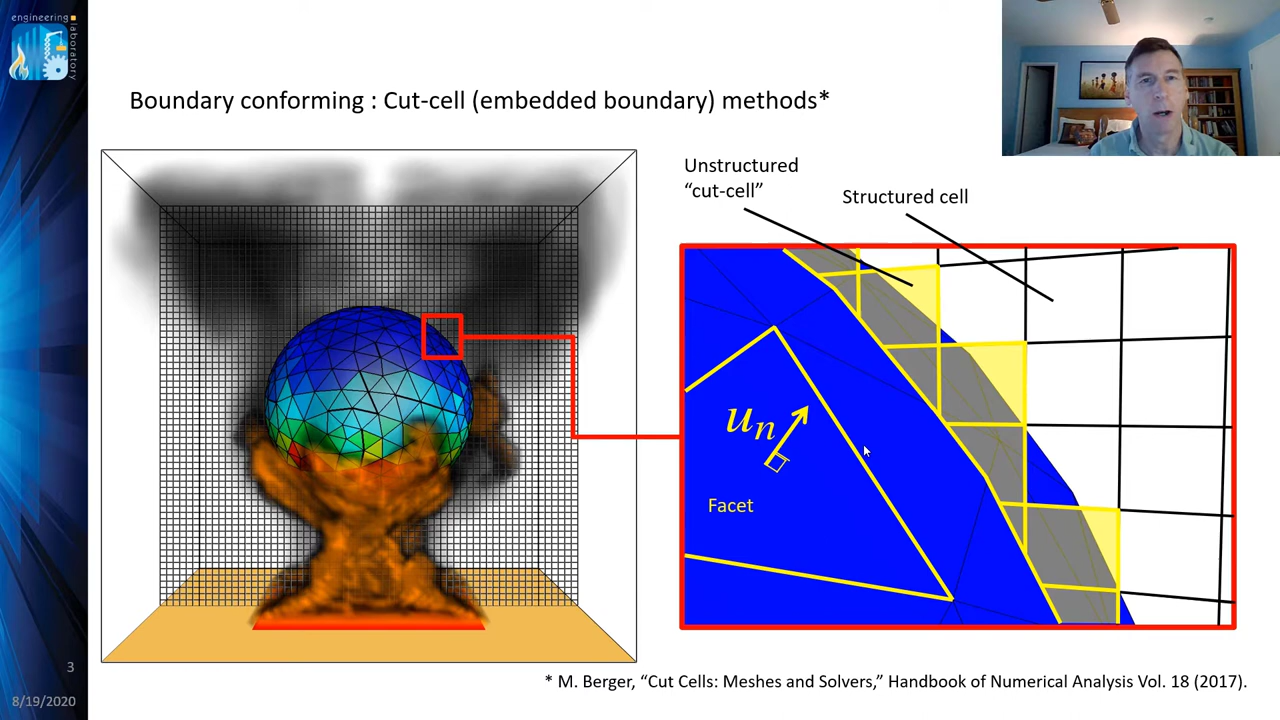 engineering
laboratory
Boundary conforming : Cut-cell (embedded boundary) methods*
Unstructured
“cut-cell”
Structured cell
uₙ
Facet
3
8/19/2020
* M. Berger, “Cut Cells: Meshes and Solvers,” Handbook of Numerical Analysis Vol. 18 (2017).